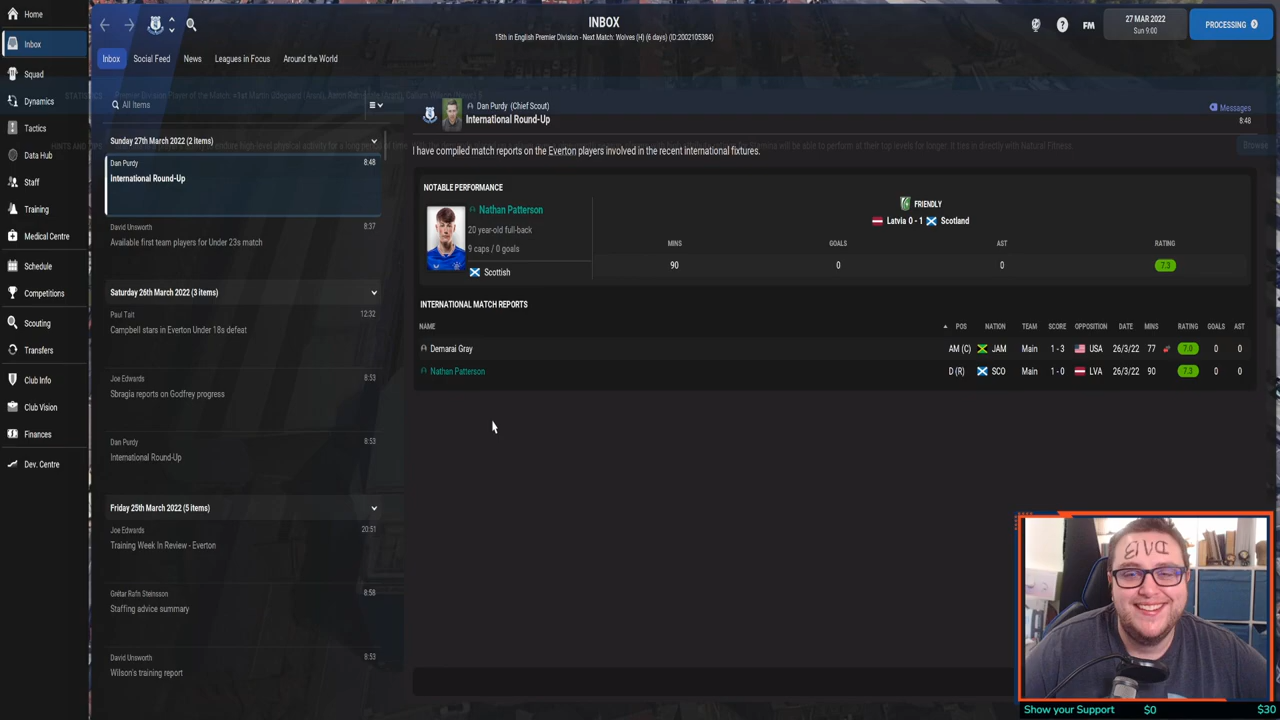 Home
Inbox
Squad
Dynamics
Tactics
Data Hub
Staff
Training
Medical Centre
Schedule
Competitions
Scouting
Transfers
Club Info
Club Vision
Finances
Dev. Centre
INBOX
15th in English Premier Division - Next Match: Wolves (H) (6 days) (ID:2002105384)
FM
27 MAR 2022
Sun 9:00
PROCESSING
Inbox Social Feed News Leagues in Focus Around the World
All Items
Sunday 27th March 2022 (2 items)
Dan Purdy 8:48
International Round-Up
David Unsworth 8:37
Available first team players for Under 23s match
Saturday 26th March 2022 (3 items)
Paul Tait 12:32
Campbell stars in Everton Under 18s defeat
Joe Edwards 8:53
Sbragia reports on Godfrey progress
Dan Purdy 8:53
International Round-Up
Friday 25th March 2022 (5 items)
Joe Edwards 20:51
Training Week In Review - Everton
Grétar Rafn Steinsson 8:58
Staffing advice summary
David Unsworth 8:53
Wilson's training report
Dan Purdy (Chief Scout)
International Round-Up
Messages
8:48
I have compiled match reports on the Everton players involved in the recent international fixtures.
Browse
NOTABLE PERFORMANCE
Nathan Patterson
20 year-old full-back
9 caps / 0 goals
Scottish
FRIENDLY
Latvia 0 - 1 Scotland
MINS GOALS AST RATING
90 0 0 7.3
INTERNATIONAL MATCH REPORTS
NAME POS NATION TEAM SCORE OPPOSITION DATE MINS RATING GOALS AST
Demarai Gray AM (C) JAM Main 1 - 3 USA 26/3/22 77 7.0 0 0
Nathan Patterson D (R) SCO Main 1 - 0 LVA 26/3/22 90 7.3 0 0
Show your Support $0 $30